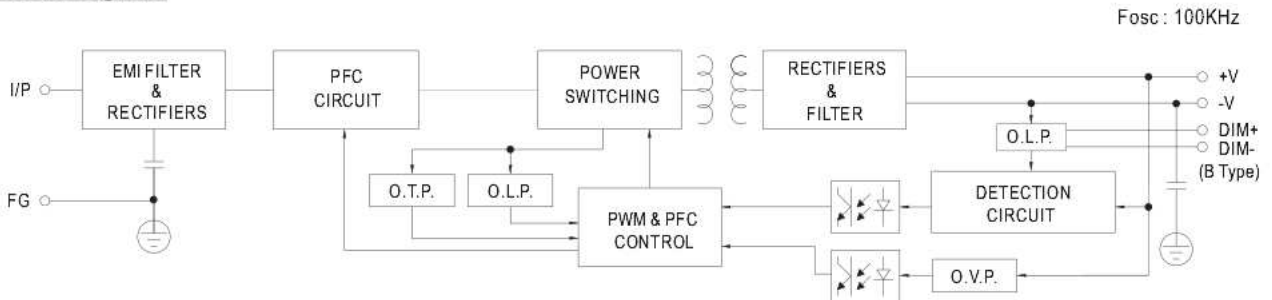 Fosc : 100KHz
I/P
EMI FILTER
&
RECTIFIERS
PFC
CIRCUIT
POWER
SWITCHING
RECTIFIERS
&
FILTER
+V
-V
DIM+
DIM-
(B Type)
O.L.P.
FG
O.T.P.
O.L.P.
PWM & PFC
CONTROL
DETECTION
CIRCUIT
O.V.P.